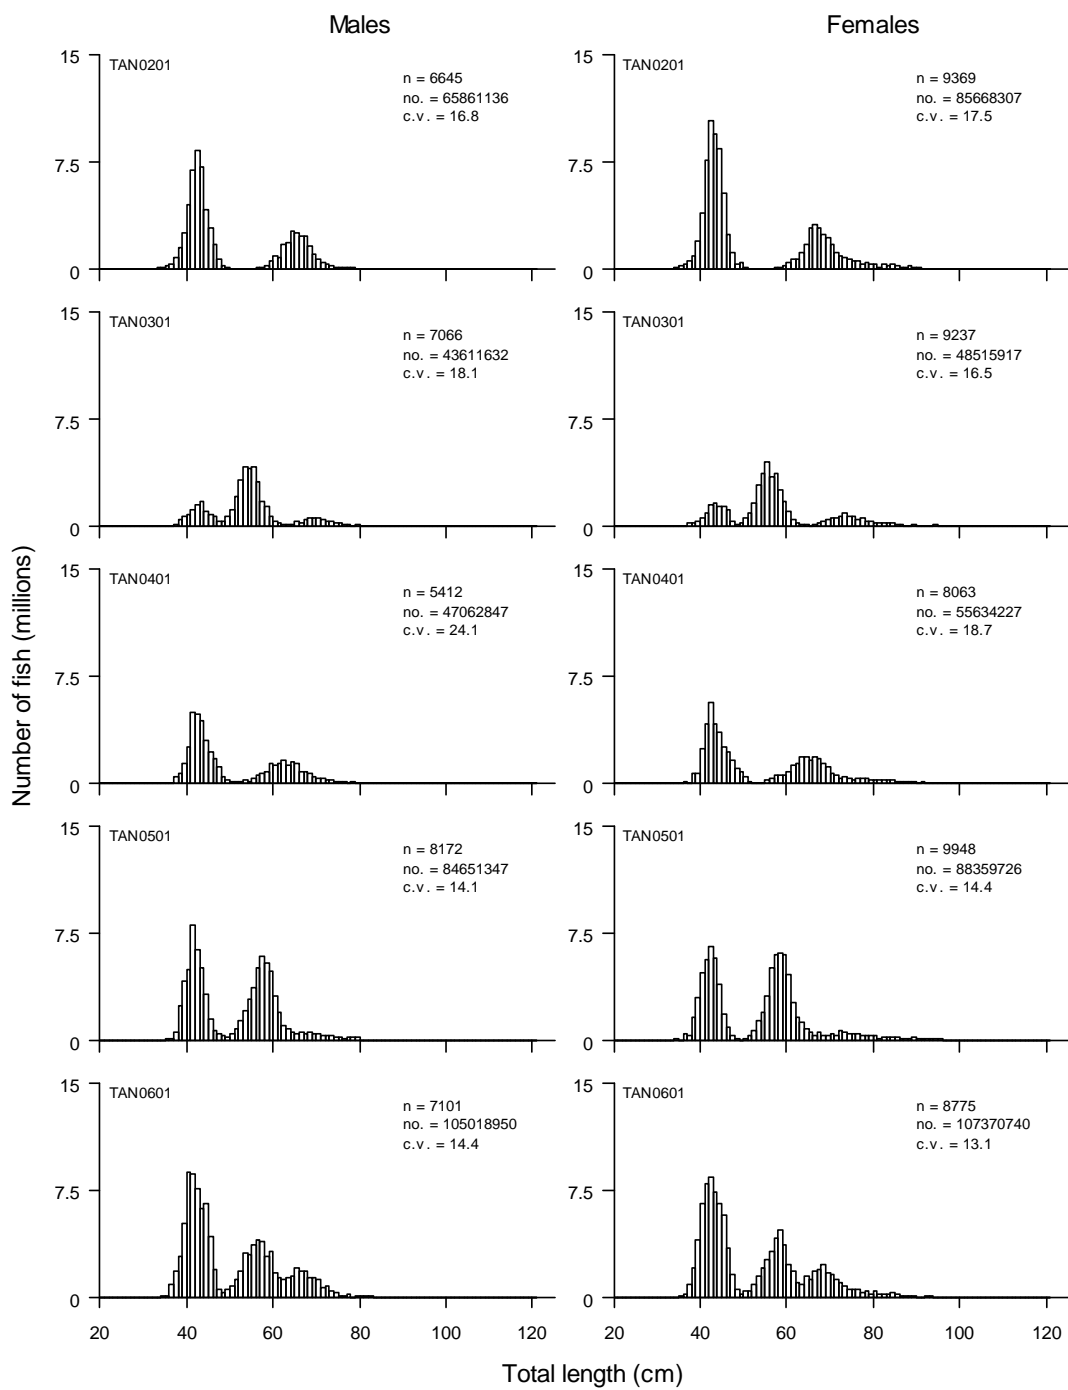 Males
Females
15
7.5
0
TAN0201
n = 6645
no. = 65861136
c.v. = 16.8
15
7.5
0
TAN0201
n = 9369
no. = 85668307
c.v. = 17.5
15
7.5
0
TAN0301
n = 7066
no. = 43611632
c.v. = 18.1
15
7.5
0
TAN0301
n = 9237
no. = 48515917
c.v. = 16.5
15
7.5
0
TAN0401
n = 5412
no. = 47062847
c.v. = 24.1
15
7.5
0
TAN0401
n = 8063
no. = 55634227
c.v. = 18.7
15
7.5
0
TAN0501
n = 8172
no. = 84651347
c.v. = 14.1
15
7.5
0
TAN0501
n = 9948
no. = 88359726
c.v. = 14.4
15
7.5
0
TAN0601
n = 7101
no. = 105018950
c.v. = 14.4
15
7.5
0
TAN0601
n = 8775
no. = 107370740
c.v. = 13.1
20 40 60 80 100 120
20 40 60 80 100 120
Number of fish (millions)
Total length (cm)